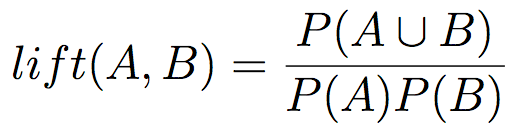 lift(A, B) = P(A ∪ B) / P(A)P(B)